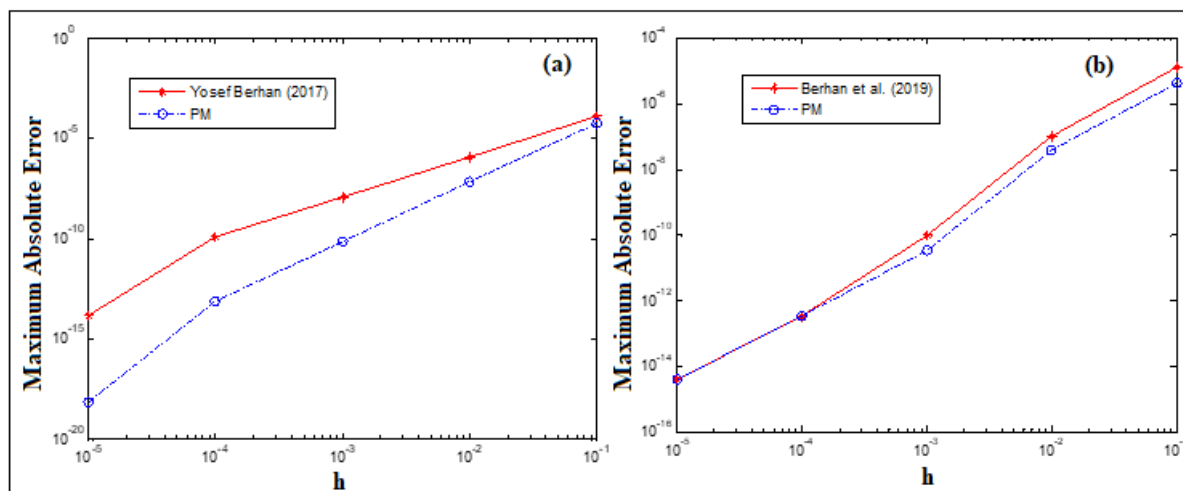 (a)
Yosef Berhan (2017)
PM
Maximum Absolute Error
10^0
10^-5
10^-10
10^-15
10^-20
10^-5
10^-4
10^-3
10^-2
10^-1
h
(b)
Berhan et al. (2019)
PM
Maximum Absolute Error
10^-4
10^-6
10^-8
10^-10
10^-12
10^-14
10^-16
10^-5
10^-4
10^-3
10^-2
10^-1
h